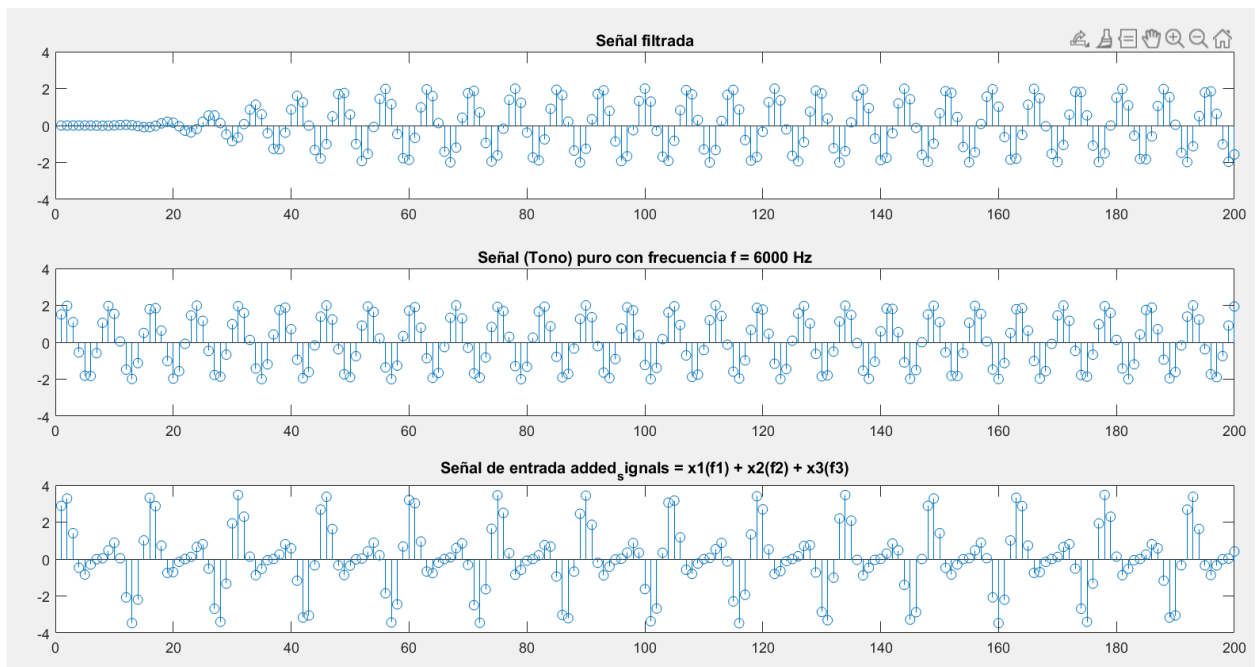 Señal filtrada
4
2
0
-2
-4
0 20 40 60 80 100 120 140 160 180 200
Señal (Tono) puro con frecuencia f = 6000 Hz
4
2
0
-2
-4
0 20 40 60 80 100 120 140 160 180 200
Señal de entrada added_signals = x1(f1) + x2(f2) + x3(f3)
4
2
0
-2
-4
0 20 40 60 80 100 120 140 160 180 200